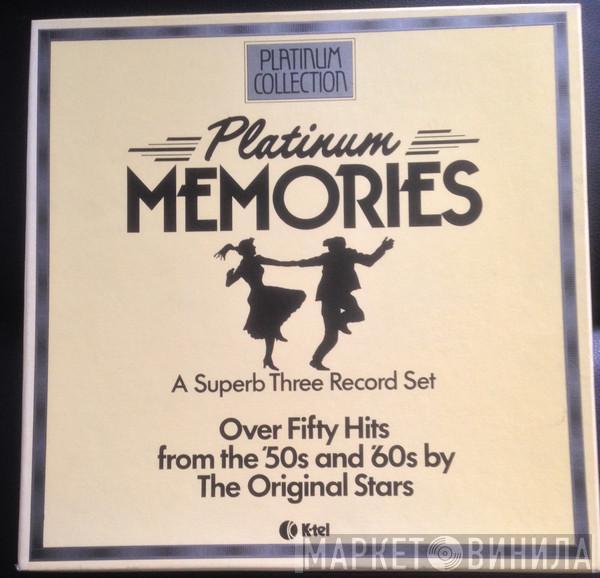 PLATINUM
COLLECTION
Platinum
MEMORIES
A Superb Three Record Set
Over Fifty Hits
from the '50s and '60s by
The Original Stars
K-tel
МАРКЕТ ВИНИЛА